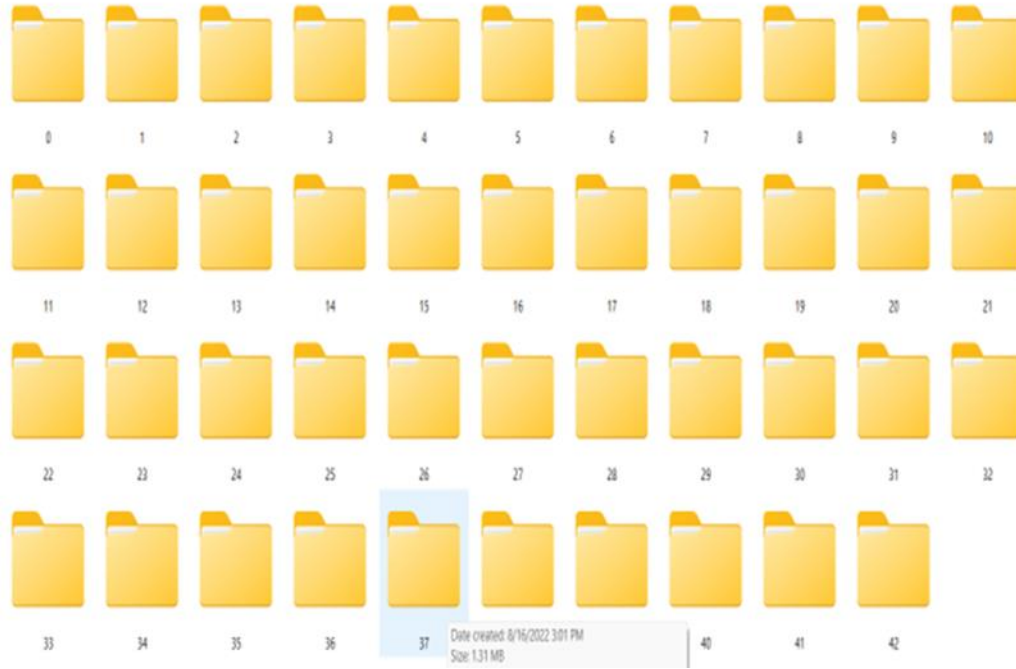 0 1 2 3 4 5 6 7 8 9 10
11 12 13 14 15 16 17 18 19 20 21
22 23 24 25 26 27 28 29 30 31 32
33 34 35 36 37 40 41 42
Date created: 8/16/2022 3:01 PM
Size: 1.31 MB